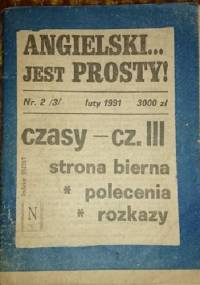 ANGIELSKI...
JEST PROSTY!
Nr. 2 /3/ luty 1991 3000 zł
czasy – cz. III
strona bierna
* polecenia
* rozkazy
N